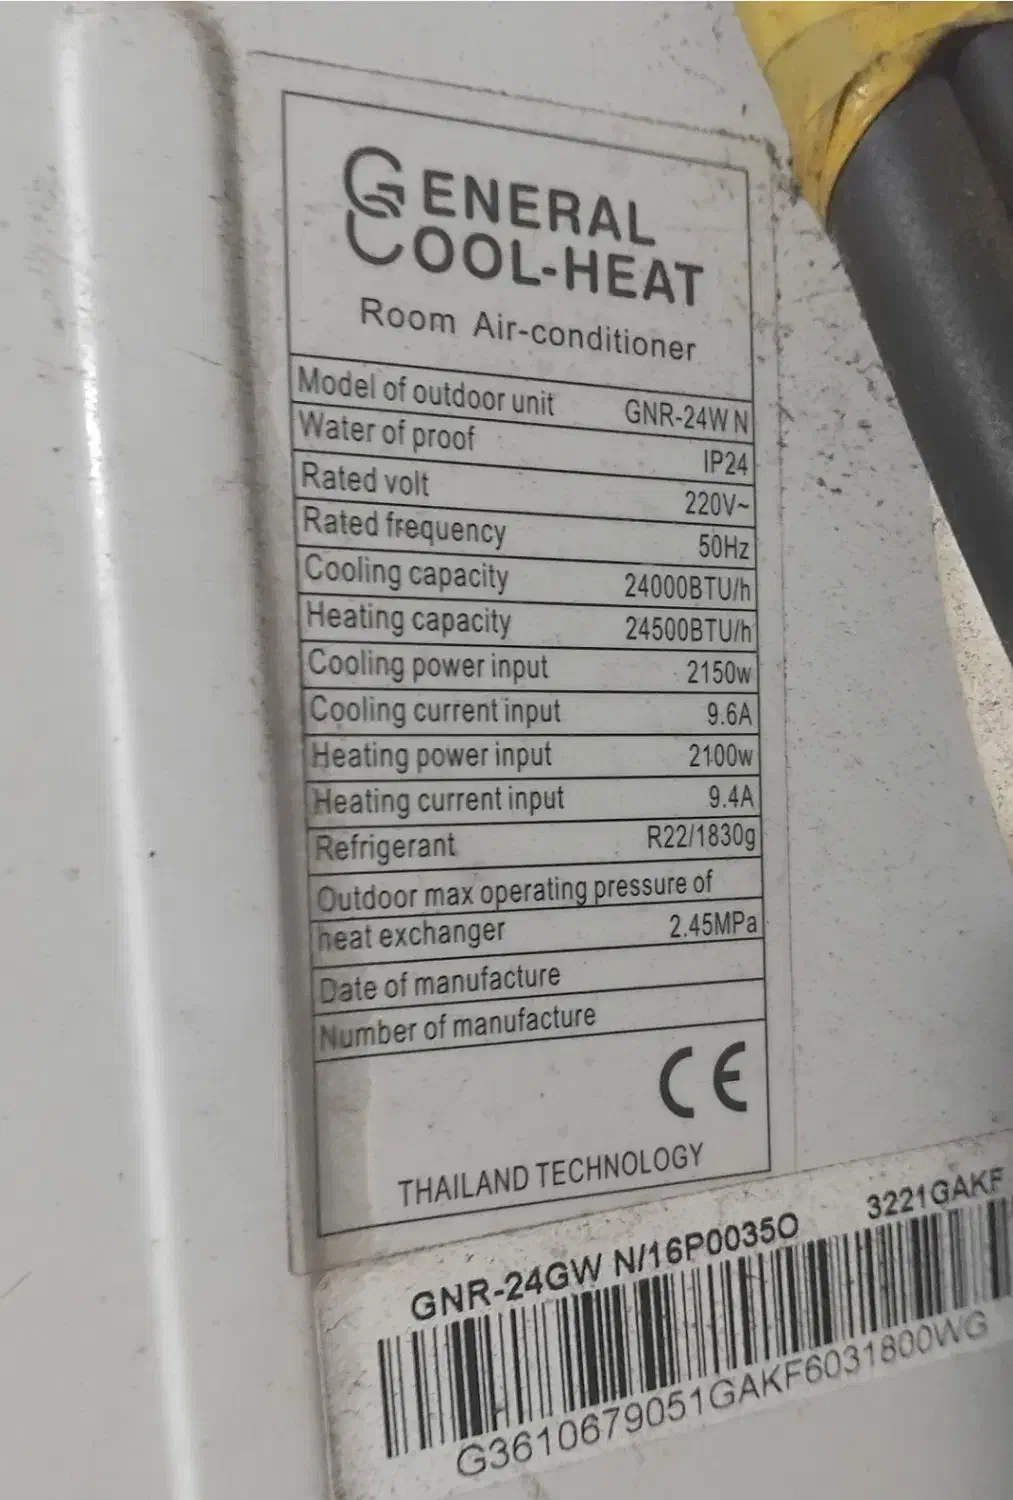 GENERAL
COOL-HEAT
Room Air-conditioner
Model of outdoor unit GNR-24W N
Water of proof IP24
Rated volt 220V~
Rated frequency 50Hz
Cooling capacity 24000BTU/h
Heating capacity 24500BTU/h
Cooling power input 2150w
Cooling current input 9.6A
Heating power input 2100w
Heating current input 9.4A
Refrigerant R22/1830g
Outdoor max operating pressure of
heat exchanger 2.45MPa
Date of manufacture
Number of manufacture
CE
THAILAND TECHNOLOGY
GNR-24GW N/16P0035O 3221GAKF
G3610679051GAKF6031800WG